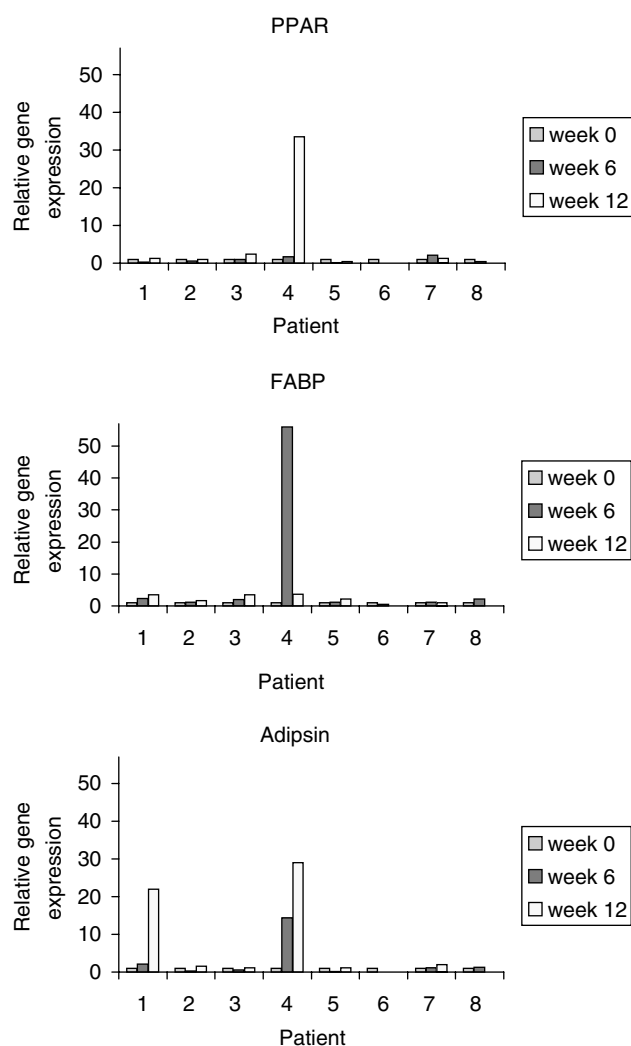 PPAR
Relative gene
expression
50
40
30
20
10
0
1 2 3 4 5 6 7 8
Patient
week 0
week 6
week 12
FABP
Relative gene
expression
50
40
30
20
10
0
1 2 3 4 5 6 7 8
Patient
week 0
week 6
week 12
Adipsin
Relative gene
expression
50
40
30
20
10
0
1 2 3 4 5 6 7 8
Patient
week 0
week 6
week 12